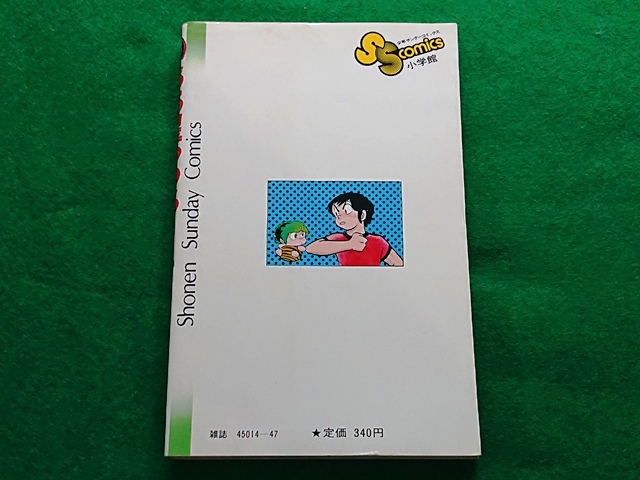 少年サンデーコミックス
SS comics
小学館
Shonen Sunday Comics
雑誌 45014-47
★定価 340円